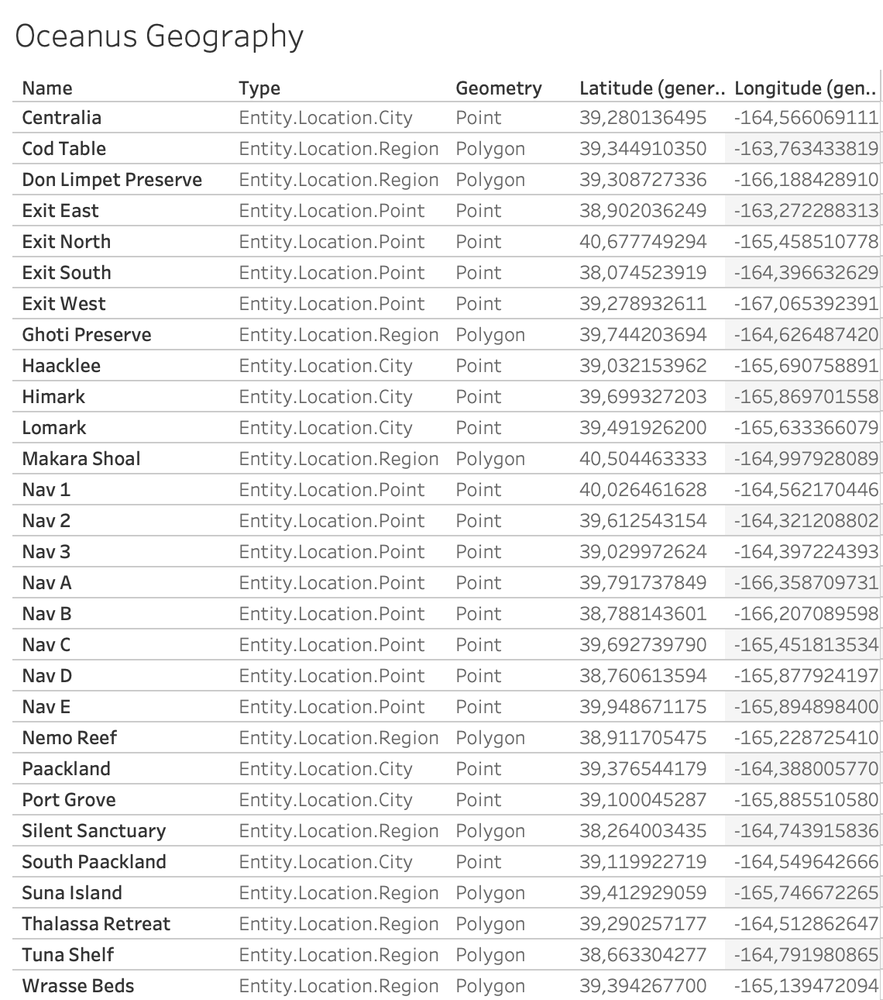 Oceanus Geography
Name Type Geometry Latitude (gener.. Longitude (gen..
Centralia Entity.Location.City Point 39,280136495 -164,566069111
Cod Table Entity.Location.Region Polygon 39,344910350 -163,763433819
Don Limpet Preserve Entity.Location.Region Polygon 39,308727336 -166,188428910
Exit East Entity.Location.Point Point 38,902036249 -163,272288313
Exit North Entity.Location.Point Point 40,677749294 -165,458510778
Exit South Entity.Location.Point Point 38,074523919 -164,396632629
Exit West Entity.Location.Point Point 39,278932611 -167,065392391
Ghoti Preserve Entity.Location.Region Polygon 39,744203694 -164,626487420
Haacklee Entity.Location.City Point 39,032153962 -165,690758891
Himark Entity.Location.City Point 39,699327203 -165,869701558
Lomark Entity.Location.City Point 39,491926200 -165,633366079
Makara Shoal Entity.Location.Region Polygon 40,504463333 -164,997928089
Nav 1 Entity.Location.Point Point 40,026461628 -164,562170446
Nav 2 Entity.Location.Point Point 39,612543154 -164,321208802
Nav 3 Entity.Location.Point Point 39,029972624 -164,397224393
Nav A Entity.Location.Point Point 39,791737849 -166,358709731
Nav B Entity.Location.Point Point 38,788143601 -166,207089598
Nav C Entity.Location.Point Point 39,692739790 -165,451813534
Nav D Entity.Location.Point Point 38,760613594 -165,877924197
Nav E Entity.Location.Point Point 39,948671175 -165,894898400
Nemo Reef Entity.Location.Region Polygon 38,911705475 -165,228725410
Paackland Entity.Location.City Point 39,376544179 -164,388005770
Port Grove Entity.Location.City Point 39,100045287 -165,885510580
Silent Sanctuary Entity.Location.Region Polygon 38,264003435 -164,743915836
South Paackland Entity.Location.City Point 39,119922719 -164,549642666
Suna Island Entity.Location.Region Polygon 39,412929059 -165,746672265
Thalassa Retreat Entity.Location.Region Polygon 39,290257177 -164,512862647
Tuna Shelf Entity.Location.Region Polygon 38,663304277 -164,791980865
Wrasse Beds Entity.Location.Region Polygon 39,394267700 -165,139472094